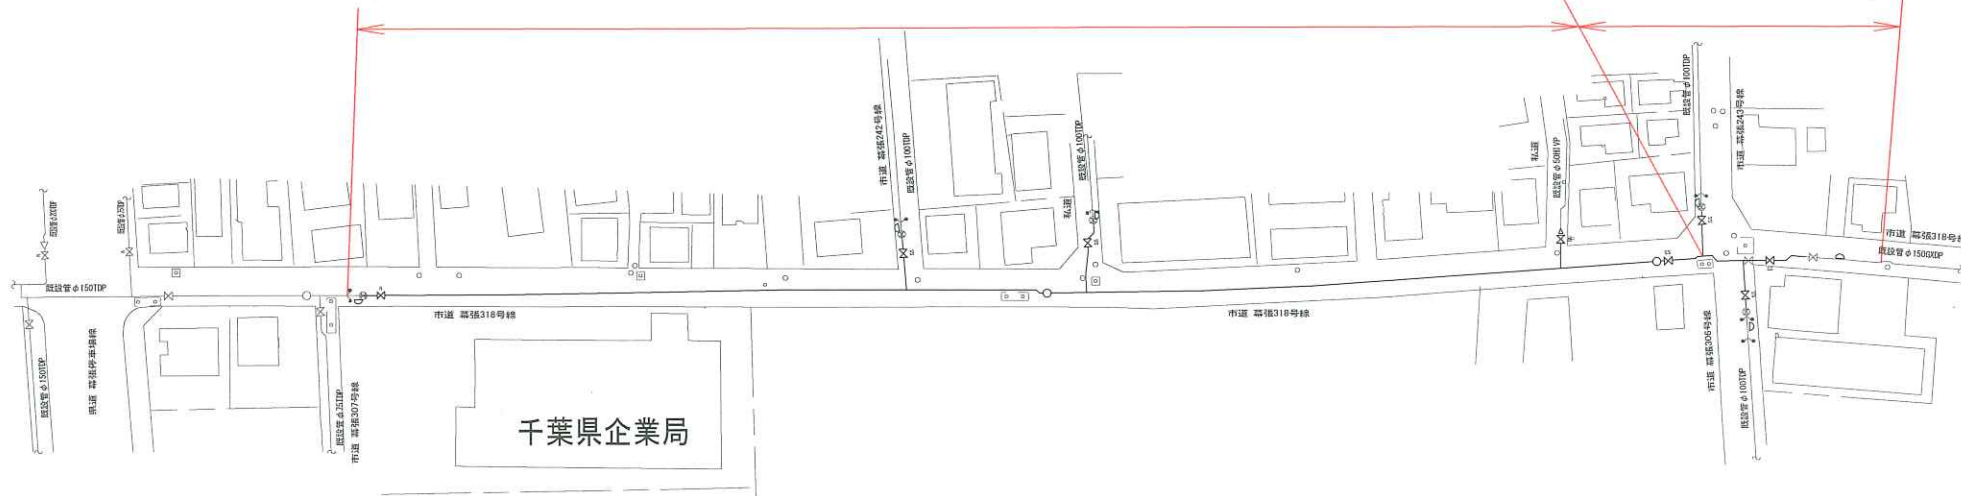 市道 幕張242号線
既設管φ100TDP
既設管φ100TDP
私道
私道
既設管φ50HIVP
既設管φ100TDP
市道 幕張243号線
市道 幕張318号線
既設管φ150GXDP
既設管φ75TDP
既設管φ150TDP
市道 幕張318号線
市道 幕張318号線
既設管φ150TDP
県道 幕張停車場線
既設管φ75TDP
市道 幕張307号線
千葉県企業局
市道 幕張306号線
既設管φ100TDP